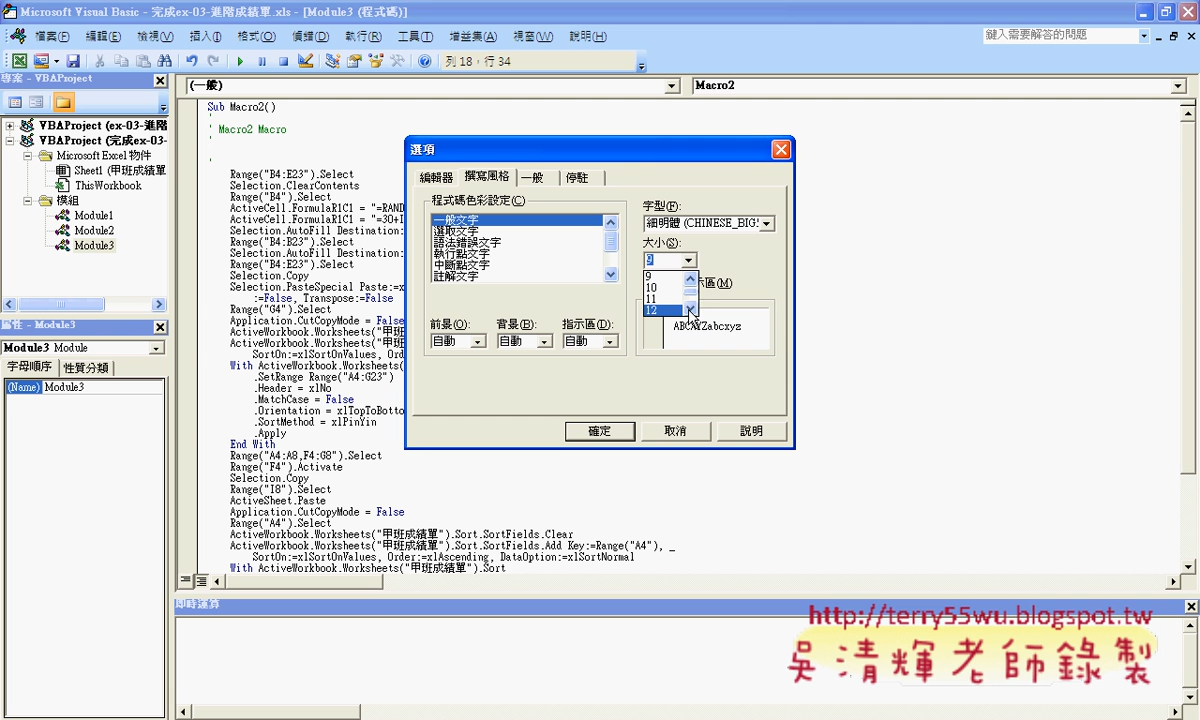 Microsoft Visual Basic - 完成ex-03-進階成績單.xls - [Module3 (程式碼)]
檔案(F) 編輯(E) 檢視(V) 插入(I) 格式(O) 偵錯(D) 執行(R) 工具(T) 增益集(A) 視窗(W) 說明(H) 鍵入需要解答的問題
列 18，行 34
專案 - VBAProject
(一般) Macro2
VBAProject (ex-03-進階
VBAProject (完成ex-03-
Microsoft Excel 物件
Sheet1 (甲班成績單
ThisWorkbook
模組
Module1
Module2
Module3
屬性 - Module3
Module3 Module
字母順序 性質分類
(Name) Module3
Sub Macro2()
'
' Macro2 Macro
'
'
Range("B4:E23").Select
Selection.ClearContents
Range("B4").Select
ActiveCell.FormulaR1C1 = "=RAND
ActiveCell.FormulaR1C1 = "=30+I
Selection.AutoFill Destination:
Range("B4:B23").Select
Selection.AutoFill Destination:
Range("B4:E23").Select
Selection.Copy
Selection.PasteSpecial Paste:=x
:=False, Transpose:=False
Range("G4").Select
Application.CutCopyMode = False
ActiveWorkbook.Worksheets("甲班
ActiveWorkbook.Worksheets("甲班
SortOn:=xlSortOnValues, Ord
With ActiveWorkbook.Worksheets(
.SetRange Range("A4:G23")
.Header = xlNo
.MatchCase = False
.Orientation = xlTopToBotto
.SortMethod = xlPinYin
.Apply
End With
Range("A4:A8,F4:G8").Select
Range("F4").Activate
Selection.Copy
Range("I8").Select
ActiveSheet.Paste
Application.CutCopyMode = False
Range("A4").Select
ActiveWorkbook.Worksheets("甲班成績單").Sort.SortFields.Clear
ActiveWorkbook.Worksheets("甲班成績單").Sort.SortFields.Add Key:=Range("A4"), _
SortOn:=xlSortOnValues, Order:=xlAscending, DataOption:=xlSortNormal
With ActiveWorkbook.Worksheets("甲班成績單").Sort
選項
編輯器 撰寫風格 一般 停駐
程式碼色彩設定(C)
一般文字
選取文字
語法錯誤文字
執行點文字
中斷點文字
註解文字
前景(O): 背景(B): 指示區(D):
自動 自動 自動
字型(F):
細明體 (CHINESE_BIG
大小(S):
9
9
10
11
12
示區(M)
ABCXYZabcxyz
確定 取消 說明
即時運算
http://terry55wu.blogspot.tw
吳清輝老師錄製